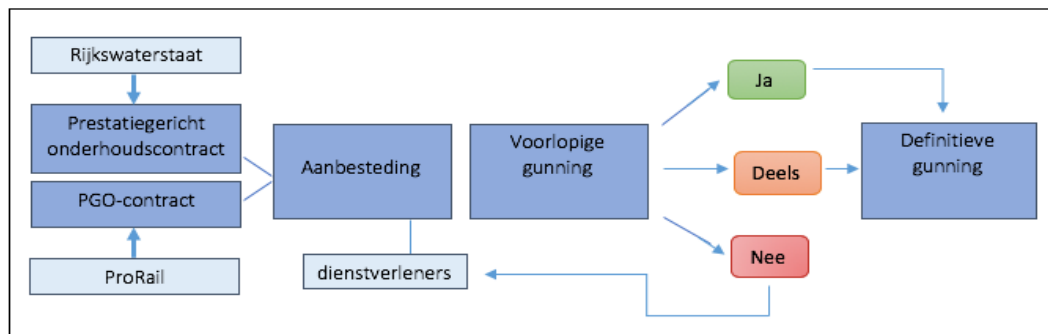 Rijkswaterstaat
Prestatiegericht
onderhoudscontract
PGO-contract
ProRail
Aanbesteding
dienstverleners
Voorlopige
gunning
Ja
Deels
Nee
Definitieve
gunning